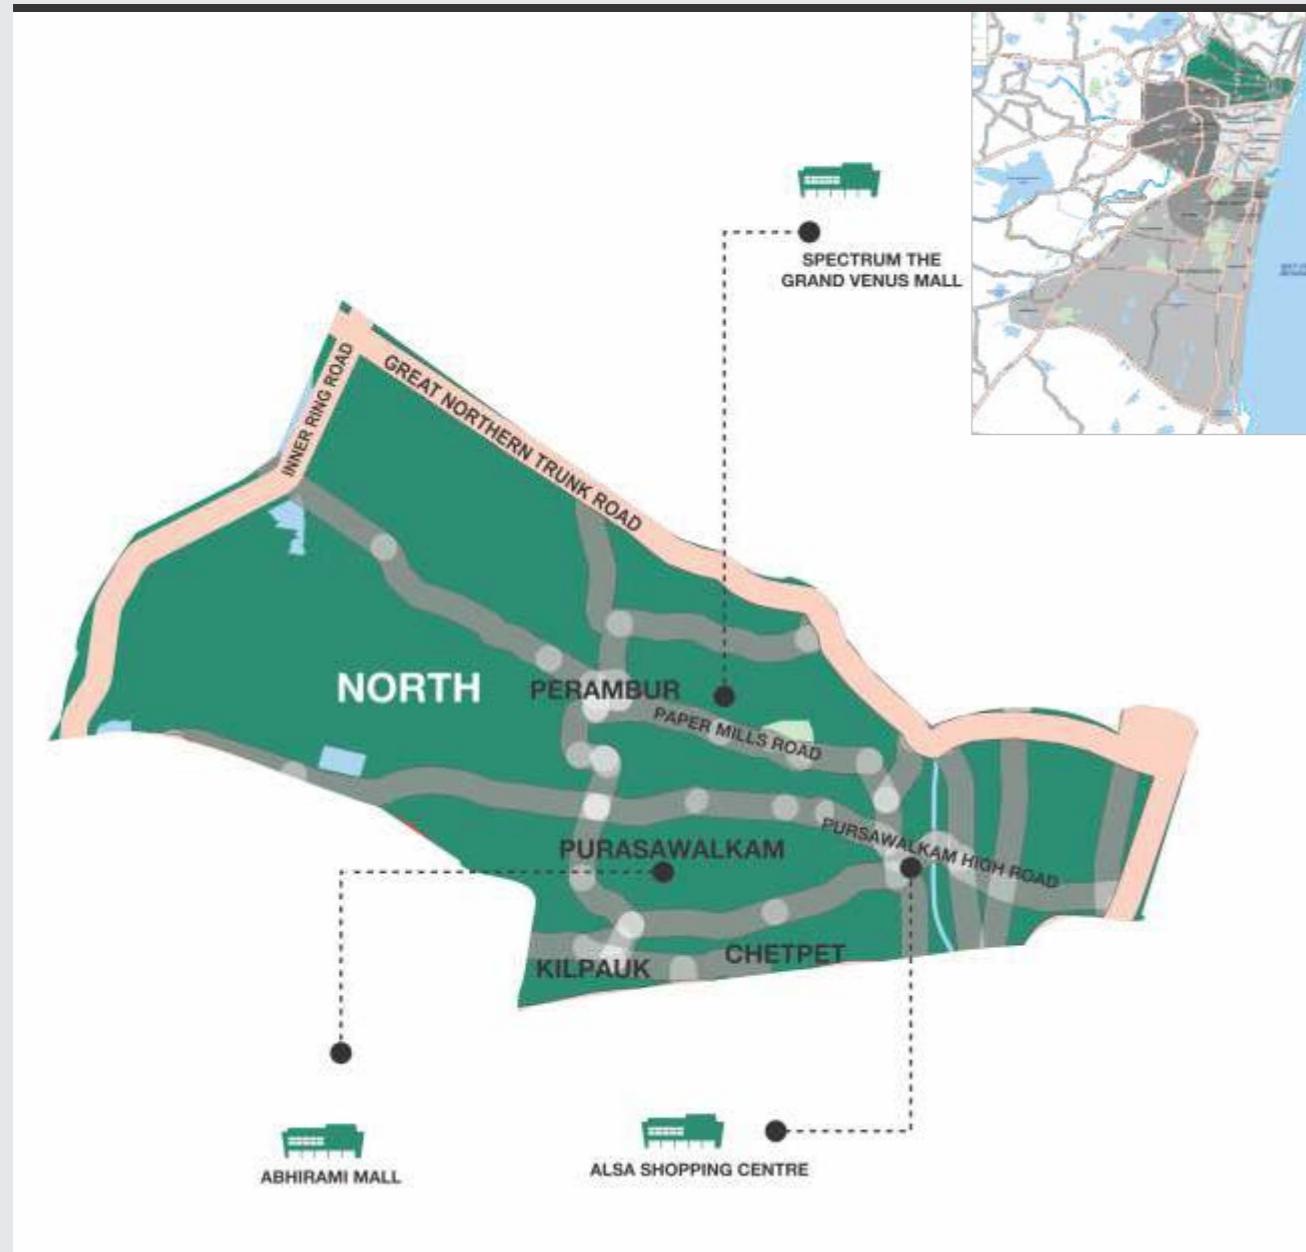 SPECTRUM THE
GRAND VENUS MALL
INNER RING ROAD
GREAT NORTHERN TRUNK ROAD
NORTH
PERAMBUR
PAPER MILLS ROAD
PURSAWALKAM HIGH ROAD
PURASAWALKAM
CHETPET
KILPAUK
ABHIRAMI MALL
ALSA SHOPPING CENTRE